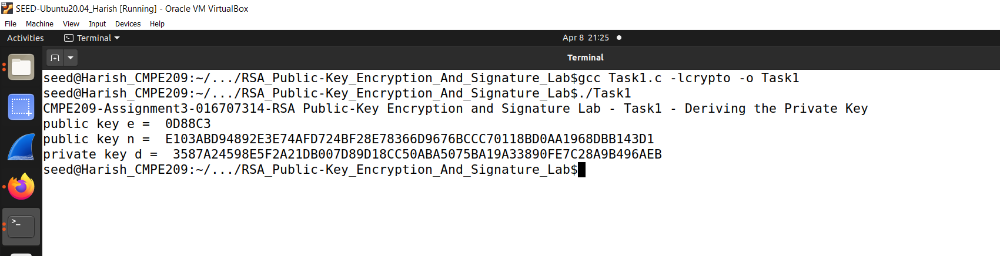 SEED-Ubuntu20.04_Harish [Running] - Oracle VM VirtualBox
File Machine View Input Devices Help
Activities Terminal Apr 8 21:25
Terminal
seed@Harish_CMPE209:~/.../RSA_Public-Key_Encryption_And_Signature_Lab$gcc Task1.c -lcrypto -o Task1
seed@Harish_CMPE209:~/.../RSA_Public-Key_Encryption_And_Signature_Lab$./Task1
CMPE209-Assignment3-016707314-RSA Public-Key Encryption and Signature Lab - Task1 - Deriving the Private Key
public key e =  0D88C3
public key n =  E103ABD94892E3E74AFD724BF28E78366D9676BCCC70118BD0AA1968DBB143D1
private key d =  3587A24598E5F2A21DB007D89D18CC50ABA5075BA19A33890FE7C28A9B496AEB
seed@Harish_CMPE209:~/.../RSA_Public-Key_Encryption_And_Signature_Lab$